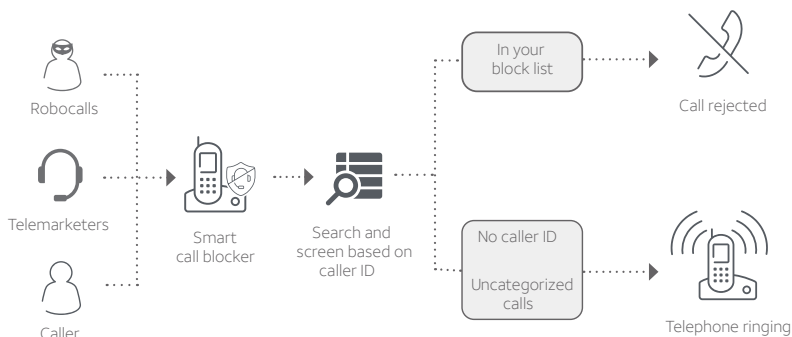 Robocalls
Telemarketers
Caller
Smart
call blocker
Search and
screen based on
caller ID
In your
block list
Call rejected
No caller ID
Uncategorized
calls
Telephone ringing